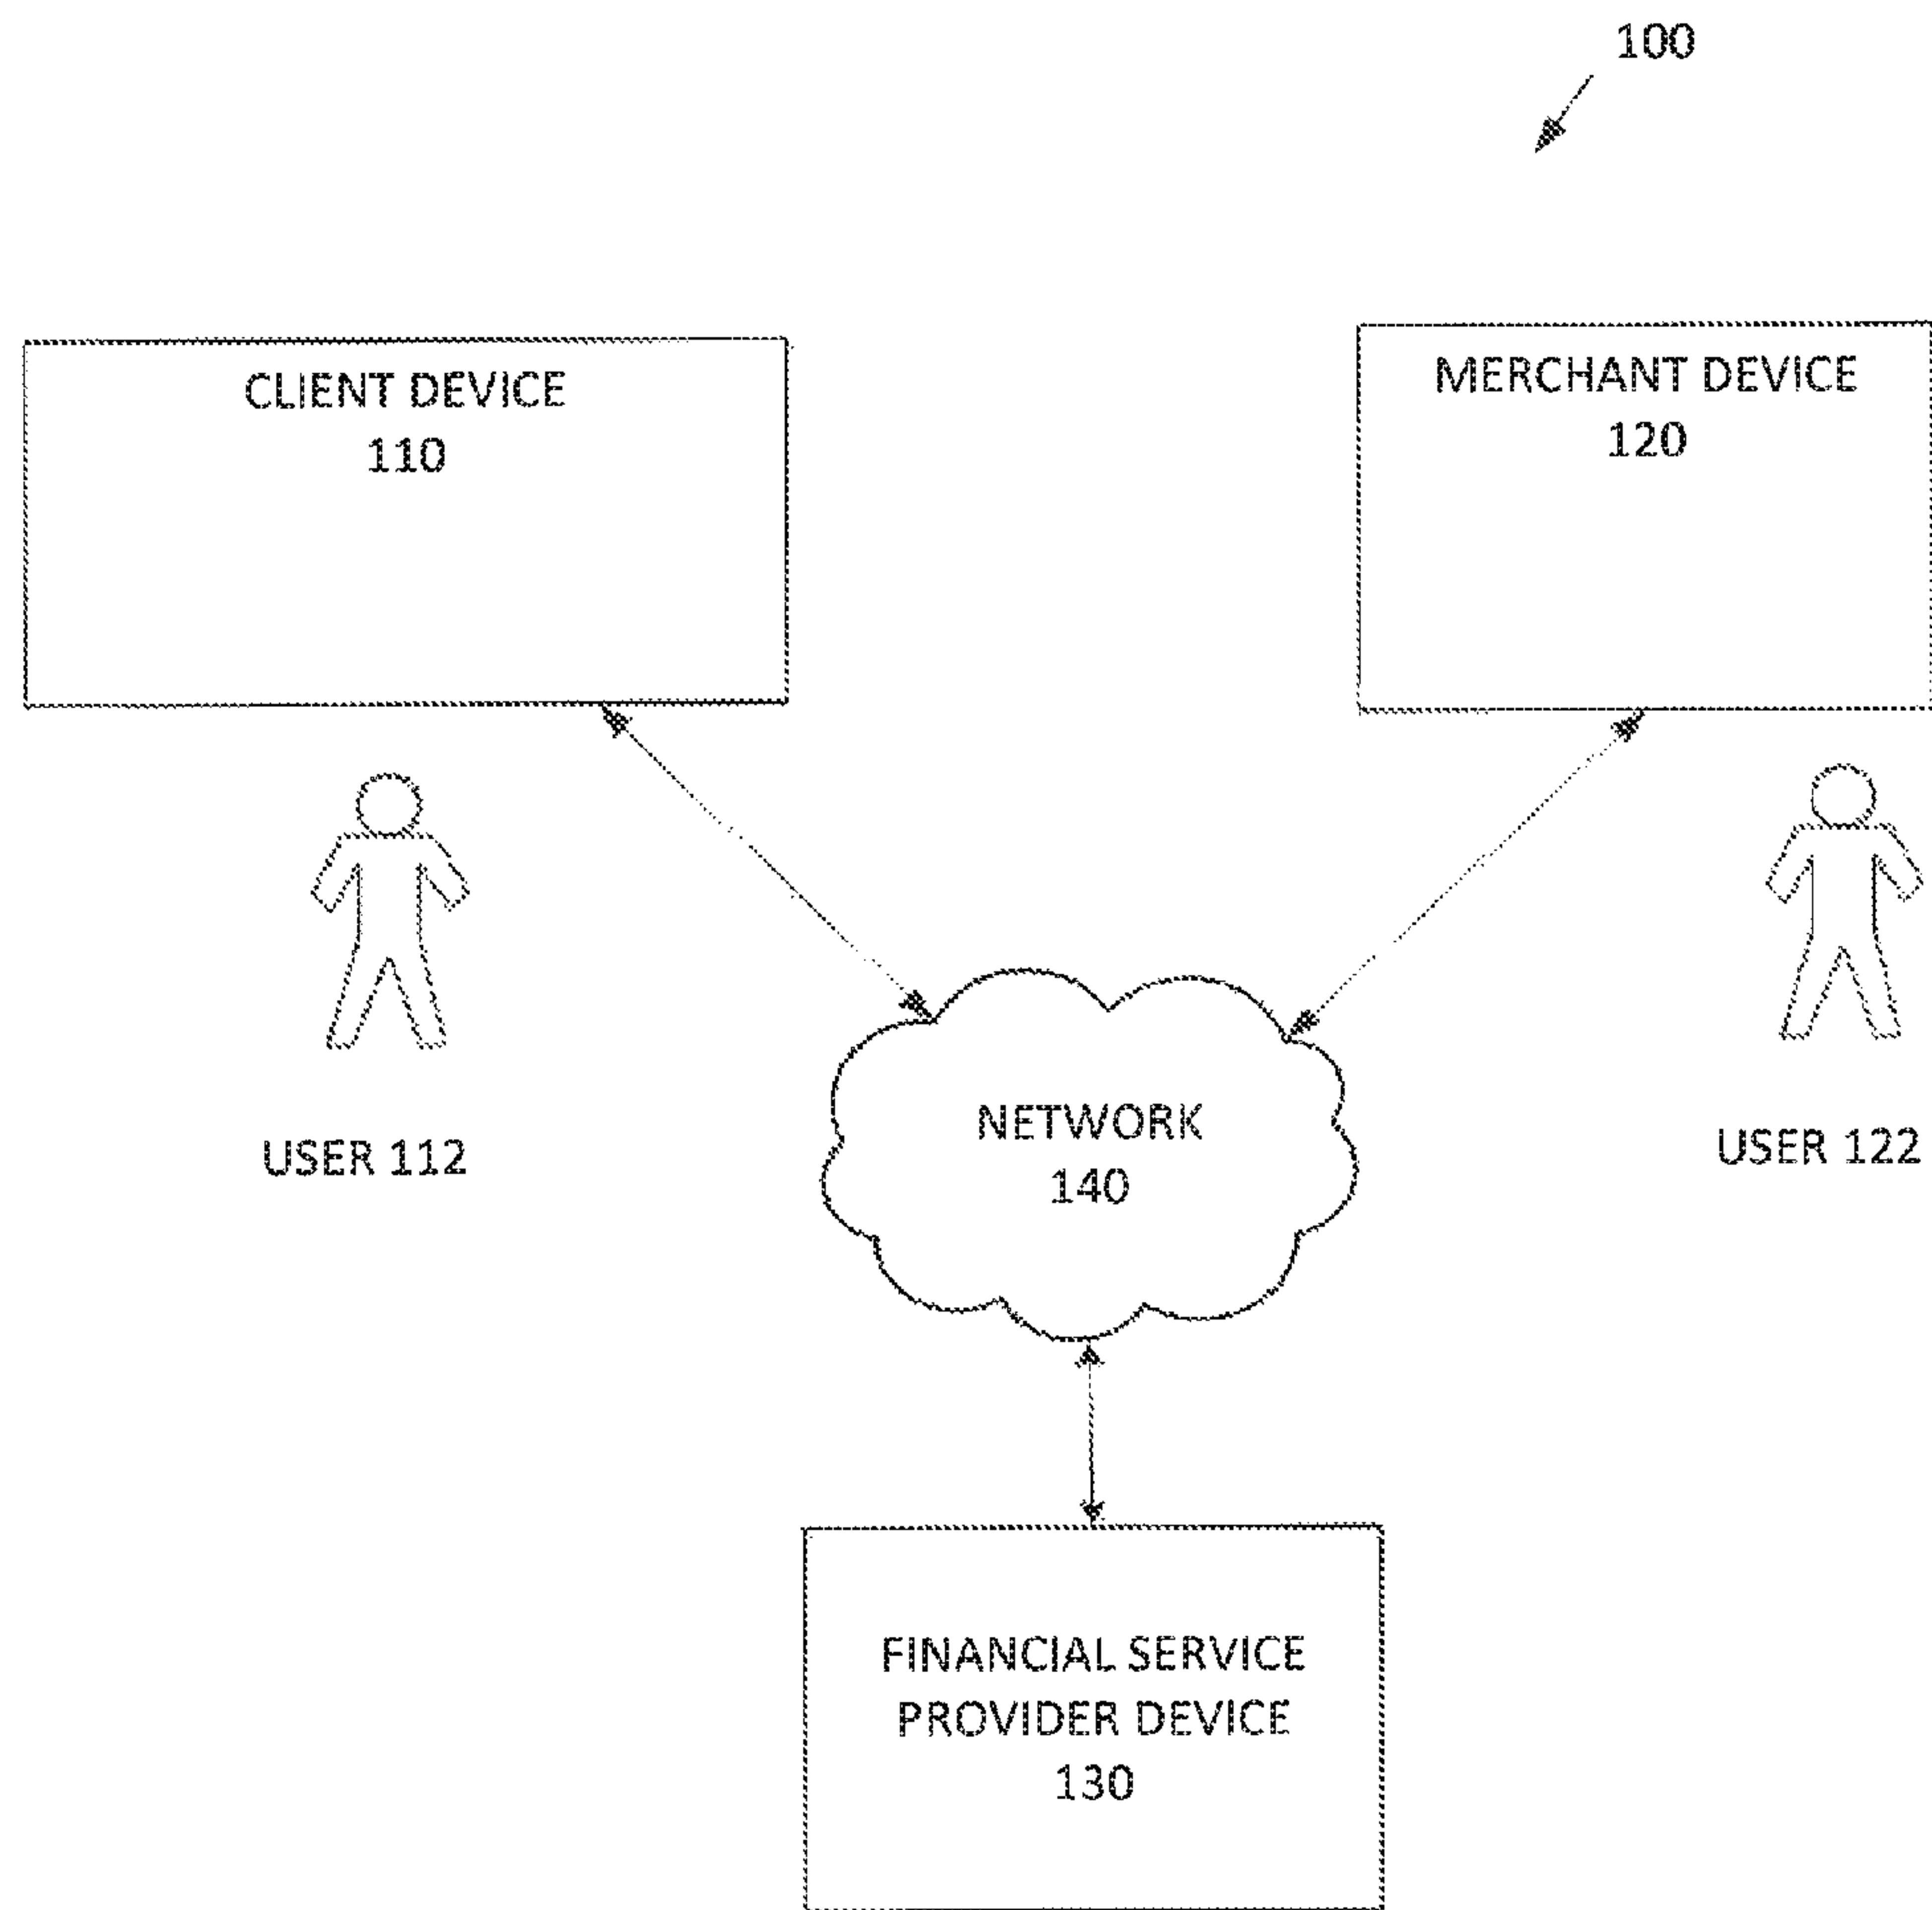 100
CLIENT DEVICE
110
MERCHANT DEVICE
120
USER 112
NETWORK
140
USER 122
FINANCIAL SERVICE
PROVIDER DEVICE
130